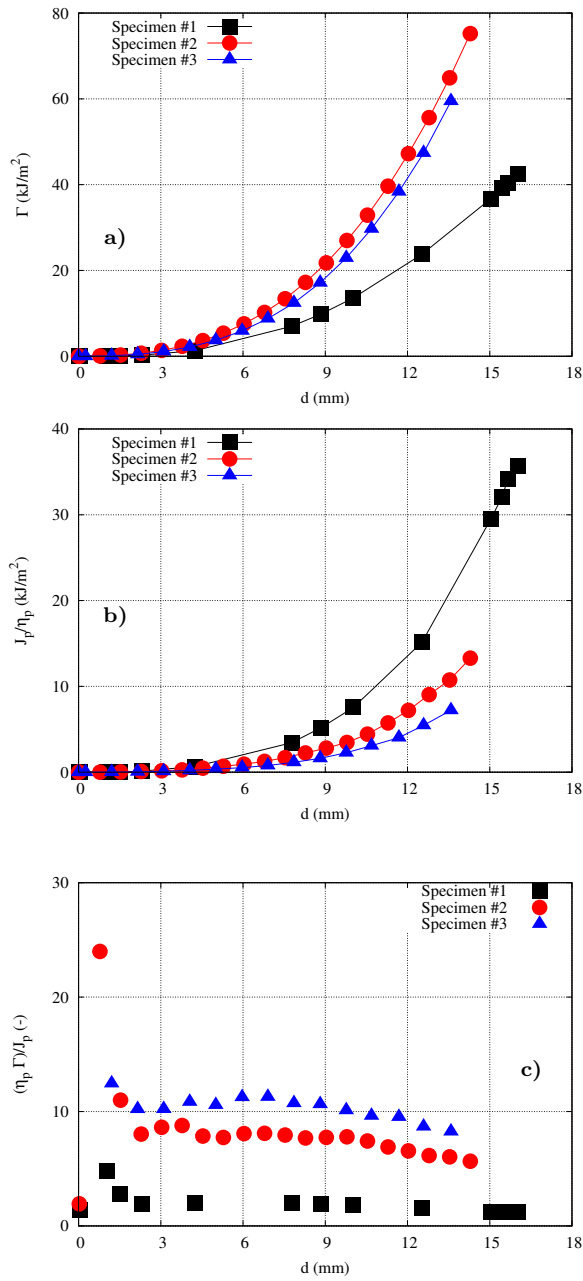 80
60
40
20
0
0 3 6 9 12 15 18
Γ (kJ/m²)
d (mm)
a)
Specimen #1
Specimen #2
Specimen #3
40
30
20
10
0
0 3 6 9 12 15 18
Jₚ/ηₚ (kJ/m²)
d (mm)
b)
Specimen #1
Specimen #2
Specimen #3
30
20
10
0
0 3 6 9 12 15 18
(ηₚ Γ)/Jₚ (-)
d (mm)
c)
Specimen #1
Specimen #2
Specimen #3